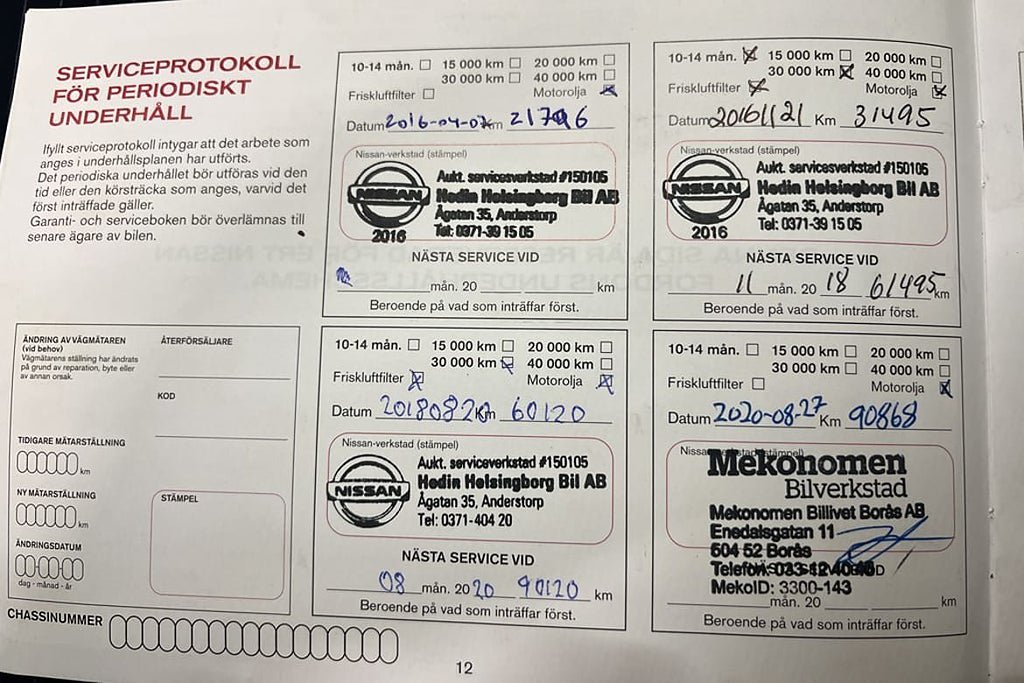 SERVICEPROTOKOLL
FÖR PERIODISKT
UNDERHÅLL
Ifyllt serviceprotokoll intygar att det arbete som
anges i underhållsplanen har utförts.
Det periodiska underhållet bör utföras vid den
tid eller den körsträcka som anges, varvid det
först inträffade gäller.
Garanti- och serviceboken bör överlämnas till
senare ägare av bilen.
10-14 mån. 15 000 km 20 000 km
30 000 km 40 000 km
Friskluftfilter Motorolja
Datum 2016-04-07 km 21796
Nissan-verkstad (stämpel)
NISSAN
2016
Aukt. servicesverkstad #150105
Hedin Helsingborg Bil AB
Ågatan 35, Anderstorp
Tel: 0371-39 15 05
NÄSTA SERVICE VID
mån. 20 km
Beroende på vad som inträffar först.
10-14 mån. 15 000 km 20 000 km
30 000 km 40 000 km
Friskluftfilter Motorolja
Datum 20161121 Km 31495
Nissan-verkstad (stämpel)
NISSAN
2016
Aukt. servicesverkstad #150105
Hedin Helsingborg Bil AB
Ågatan 35, Anderstorp
Tel: 0371-39 15 05
NÄSTA SERVICE VID
11 mån. 20 18 61495 km
Beroende på vad som inträffar först.
ÄNDRING AV VÄGMÄTAREN
(vid behov)
Vägmätarens ställning har ändrats
på grund av reparation, byte eller
av annan orsak.
ÅTERFÖRSÄLJARE
KOD
TIDIGARE MÄTARSTÄLLNING
km
NY MÄTARSTÄLLNING
km
ÄNDRINGSDATUM
dag - månad - år
STÄMPEL
10-14 mån. 15 000 km 20 000 km
30 000 km 40 000 km
Friskluftfilter Motorolja
Datum 20180827 Km 60120
Nissan-verkstad (stämpel)
NISSAN
Aukt. serviceverkstad #150105
Hedin Helsingborg Bil AB
Ågatan 35, Anderstorp
Tel: 0371-404 20
NÄSTA SERVICE VID
08 mån. 20 20 90120 km
Beroende på vad som inträffar först.
10-14 mån. 15 000 km 20 000 km
30 000 km 40 000 km
Friskluftfilter Motorolja
Datum 2020-08-27 Km 90868
Mekonomen
Bilverkstad
Mekonomen Billivet Borås AB
Enedalsgatan 11
504 52 Borås
Telefon: 033-12 40 40
MekoID: 3300-143
mån. 20 km
Beroende på vad som inträffar först.
CHASSINUMMER
12